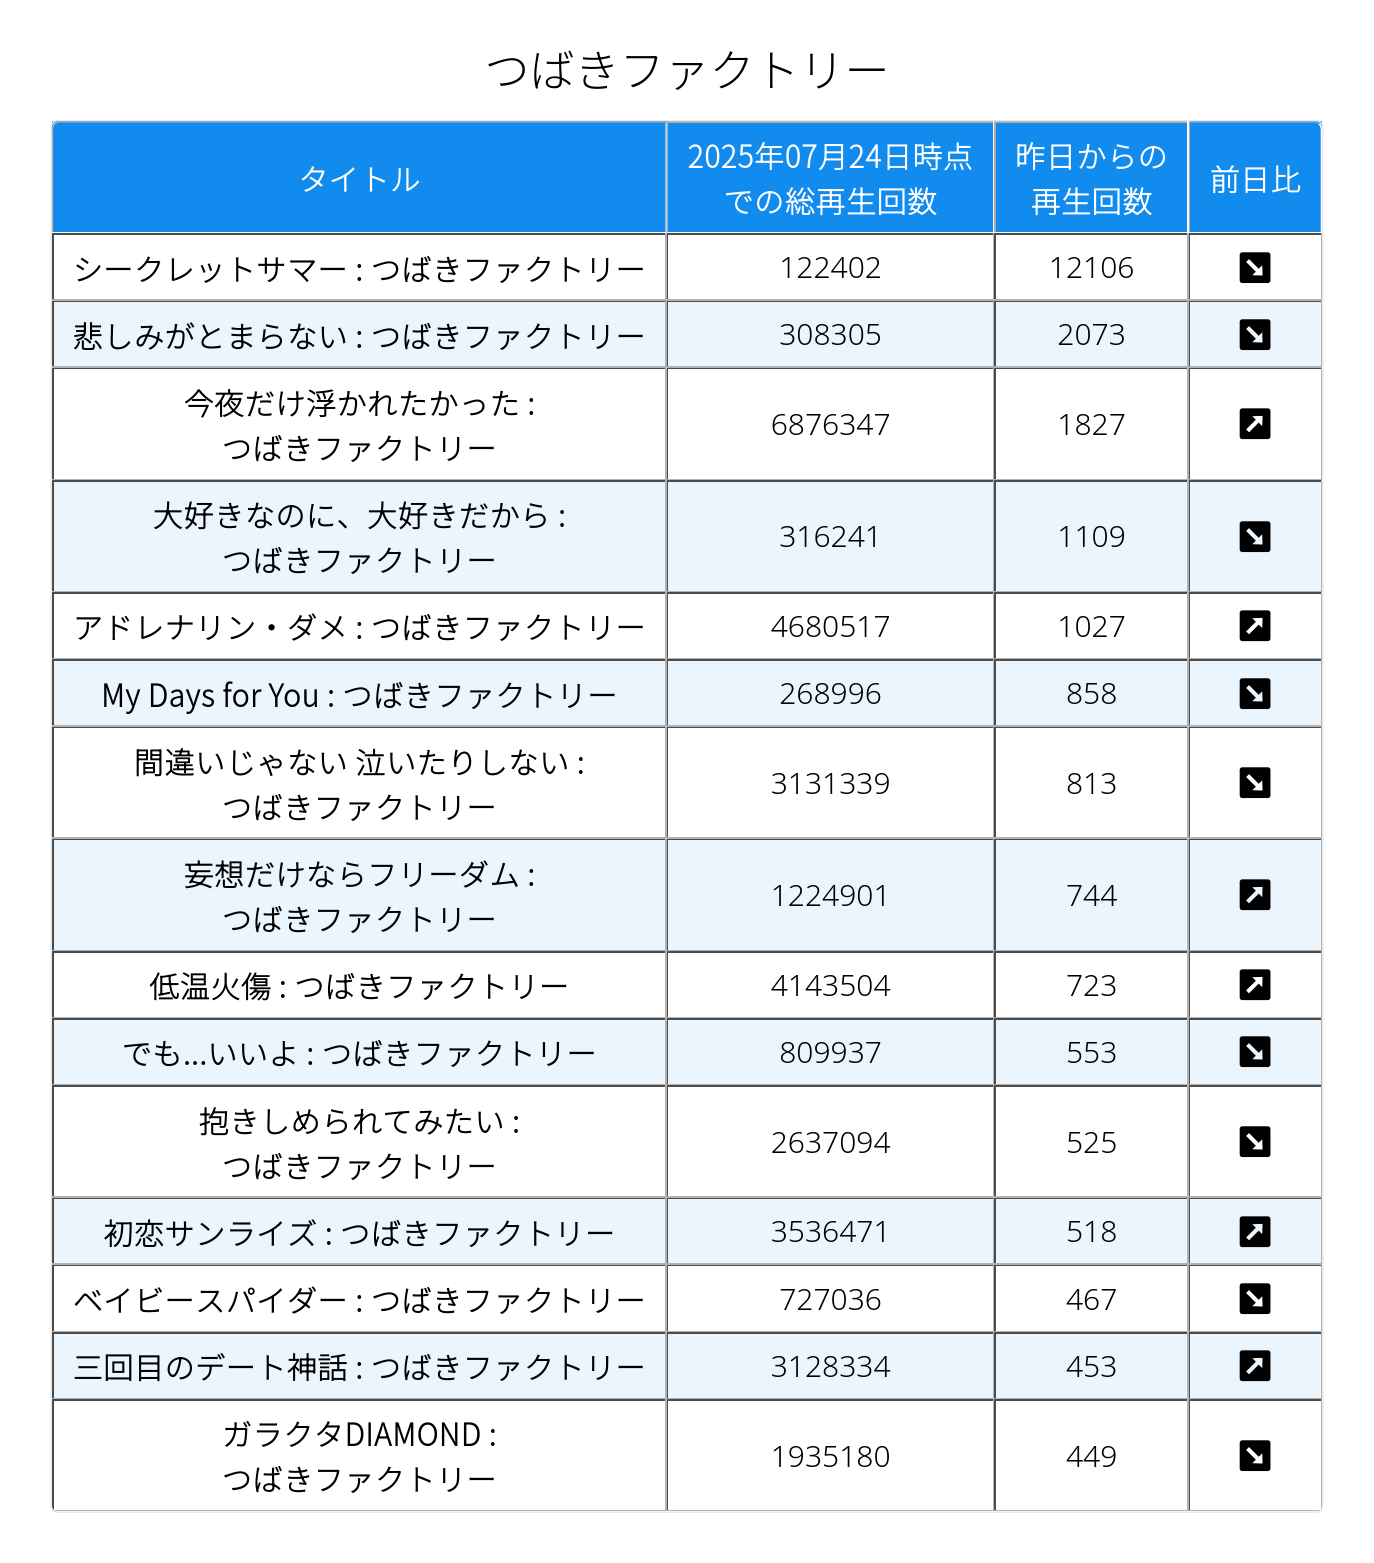 つばきファクトリー
タイトル
2025年07月24日時点
での総再生回数
昨日からの
再生回数
前日比
シークレットサマー : つばきファクトリー
122402
12106
悲しみがとまらない : つばきファクトリー
308305
2073
今夜だけ浮かれたかった :
つばきファクトリー
6876347
1827
大好きなのに、大好きだから :
つばきファクトリー
316241
1109
アドレナリン・ダメ : つばきファクトリー
4680517
1027
My Days for You : つばきファクトリー
268996
858
間違いじゃない 泣いたりしない :
つばきファクトリー
3131339
813
妄想だけならフリーダム :
つばきファクトリー
1224901
744
低温火傷 : つばきファクトリー
4143504
723
でも...いいよ : つばきファクトリー
809937
553
抱きしめられてみたい :
つばきファクトリー
2637094
525
初恋サンライズ : つばきファクトリー
3536471
518
ベイビースパイダー : つばきファクトリー
727036
467
三回目のデート神話 : つばきファクトリー
3128334
453
ガラクタDIAMOND :
つばきファクトリー
1935180
449